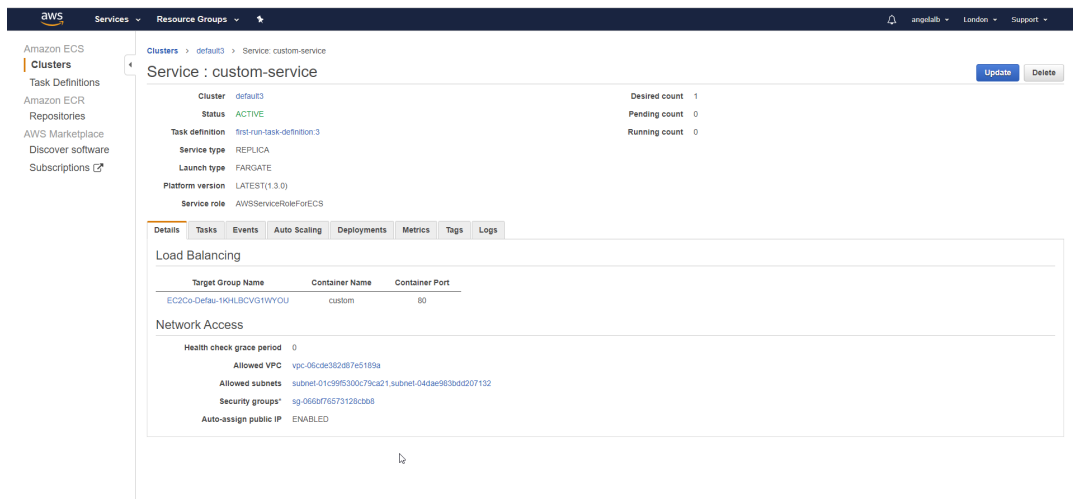 aws Services Resource Groups angelalb London Support
Amazon ECS
Clusters
Task Definitions
Amazon ECR
Repositories
AWS Marketplace
Discover software
Subscriptions
Clusters > default3 > Service: custom-service
Service : custom-service
Update Delete
Cluster default3
Status ACTIVE
Task definition first-run-task-definition:3
Service type REPLICA
Launch type FARGATE
Platform version LATEST(1.3.0)
Service role AWSServiceRoleForECS
Desired count 1
Pending count 0
Running count 0
Details Tasks Events Auto Scaling Deployments Metrics Tags Logs
Load Balancing
Target Group Name Container Name Container Port
EC2Co-Defau-1KHLBCVG1WYOU custom 80
Network Access
Health check grace period 0
Allowed VPC vpc-06cde382d87e5189a
Allowed subnets subnet-01c99f5300c79ca21,subnet-04dae983bdd207132
Security groups* sg-066bf76573128cbb8
Auto-assign public IP ENABLED